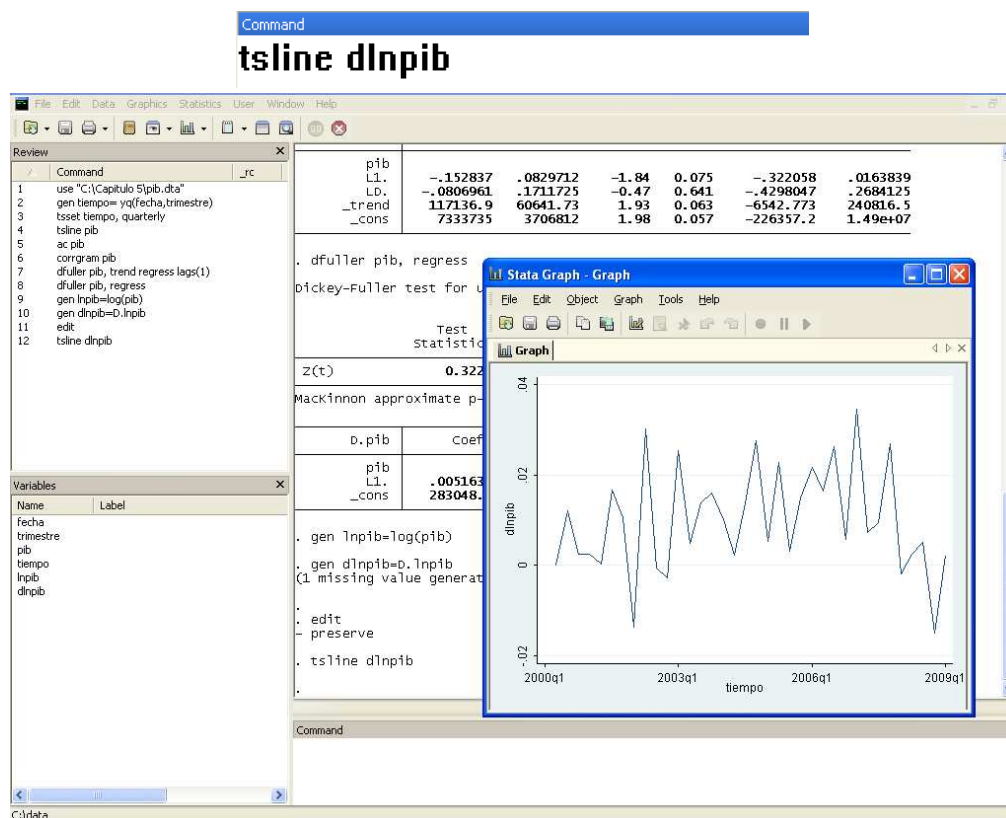 Command
tsline dlnpib
File Edit Data Graphics Statistics User Window Help
Review
Command _rc
1 use "C:\Capitulo 5\pib.dta"
2 gen tiempo= yq(fecha,trimestre)
3 tsset tiempo, quarterly
4 tsline pib
5 ac pib
6 corrgram pib
7 dfuller pib, trend regress lags(1)
8 dfuller pib, regress
9 gen lnpib=log(pib)
10 gen dlnpib=D.lnpib
11 edit
12 tsline dlnpib
Variables
Name Label
fecha
trimestre
pib
tiempo
lnpib
dlnpib
pib
L1. -.152837 .0829712 -1.84 0.075 -.322058 .0163839
LD. -.0806961 .1711725 -0.47 0.641 -.4298047 .2684125
_trend 117136.9 60641.73 1.93 0.063 -6542.773 240816.5
_cons 7333735 3706812 1.98 0.057 -226357.2 1.49e+07
. dfuller pib, regress
Dickey-Fuller test for u
Test
Statistic
Z(t) 0.322
MacKinnon approximate p-
D.pib Coef
pib
L1. .005163
_cons 283048.
. gen lnpib=log(pib)
. gen dlnpib=D.lnpib
(1 missing value generat
.
. edit
- preserve
. tsline dlnpib
.
Stata Graph - Graph
File Edit Object Graph Tools Help
Graph
.04
.02
0
-.02
dlnpib
2000q1 2003q1 2006q1 2009q1
tiempo
Command
C:\data